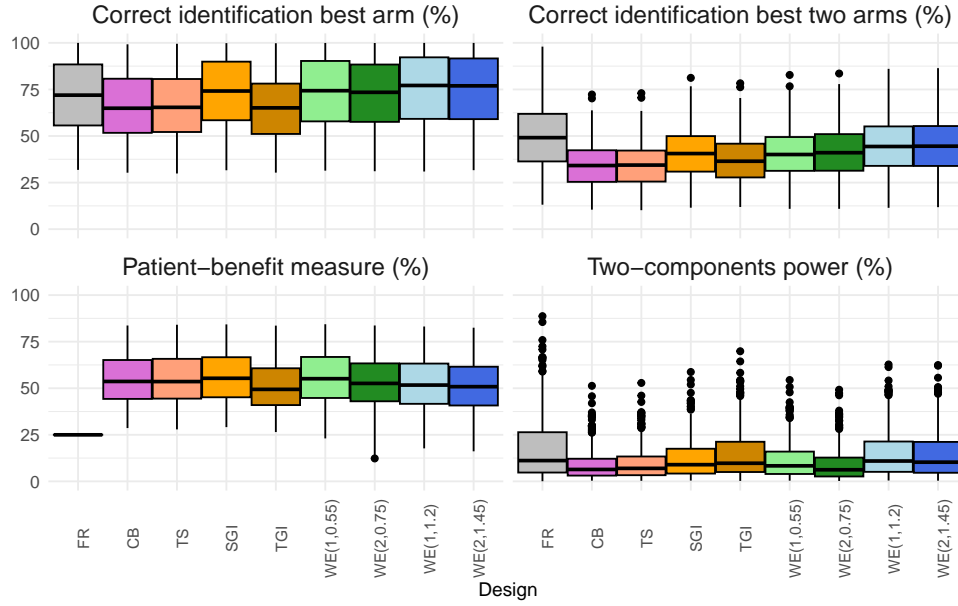 Correct identification best arm (%)
Correct identification best two arms (%)
100
75
50
25
0
Patient−benefit measure (%)
Two−components power (%)
100
75
50
25
0
FR
CB
TS
SGI
TGI
WE(1,0.55)
WE(2,0.75)
WE(1,1.2)
WE(2,1.45)
FR
CB
TS
SGI
TGI
WE(1,0.55)
WE(2,0.75)
WE(1,1.2)
WE(2,1.45)
Design